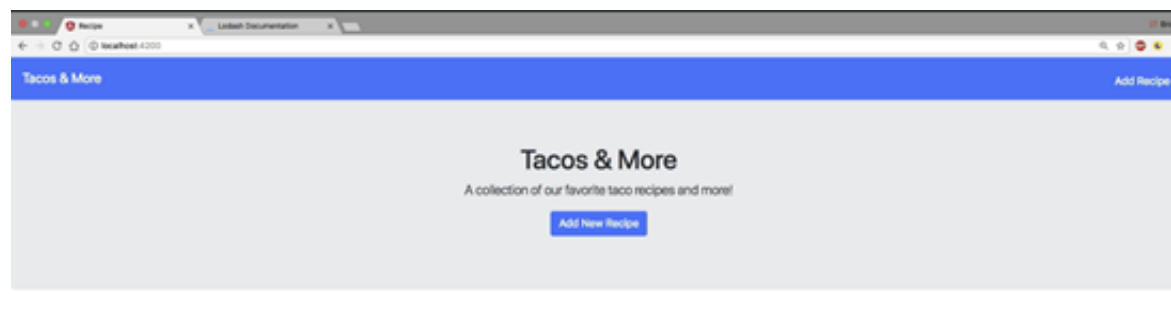 Recipe
Lodash Documentation
localhost:4200
Tacos & More
Add Recipe
Tacos & More
A collection of our favorite taco recipes and more!
Add New Recipe